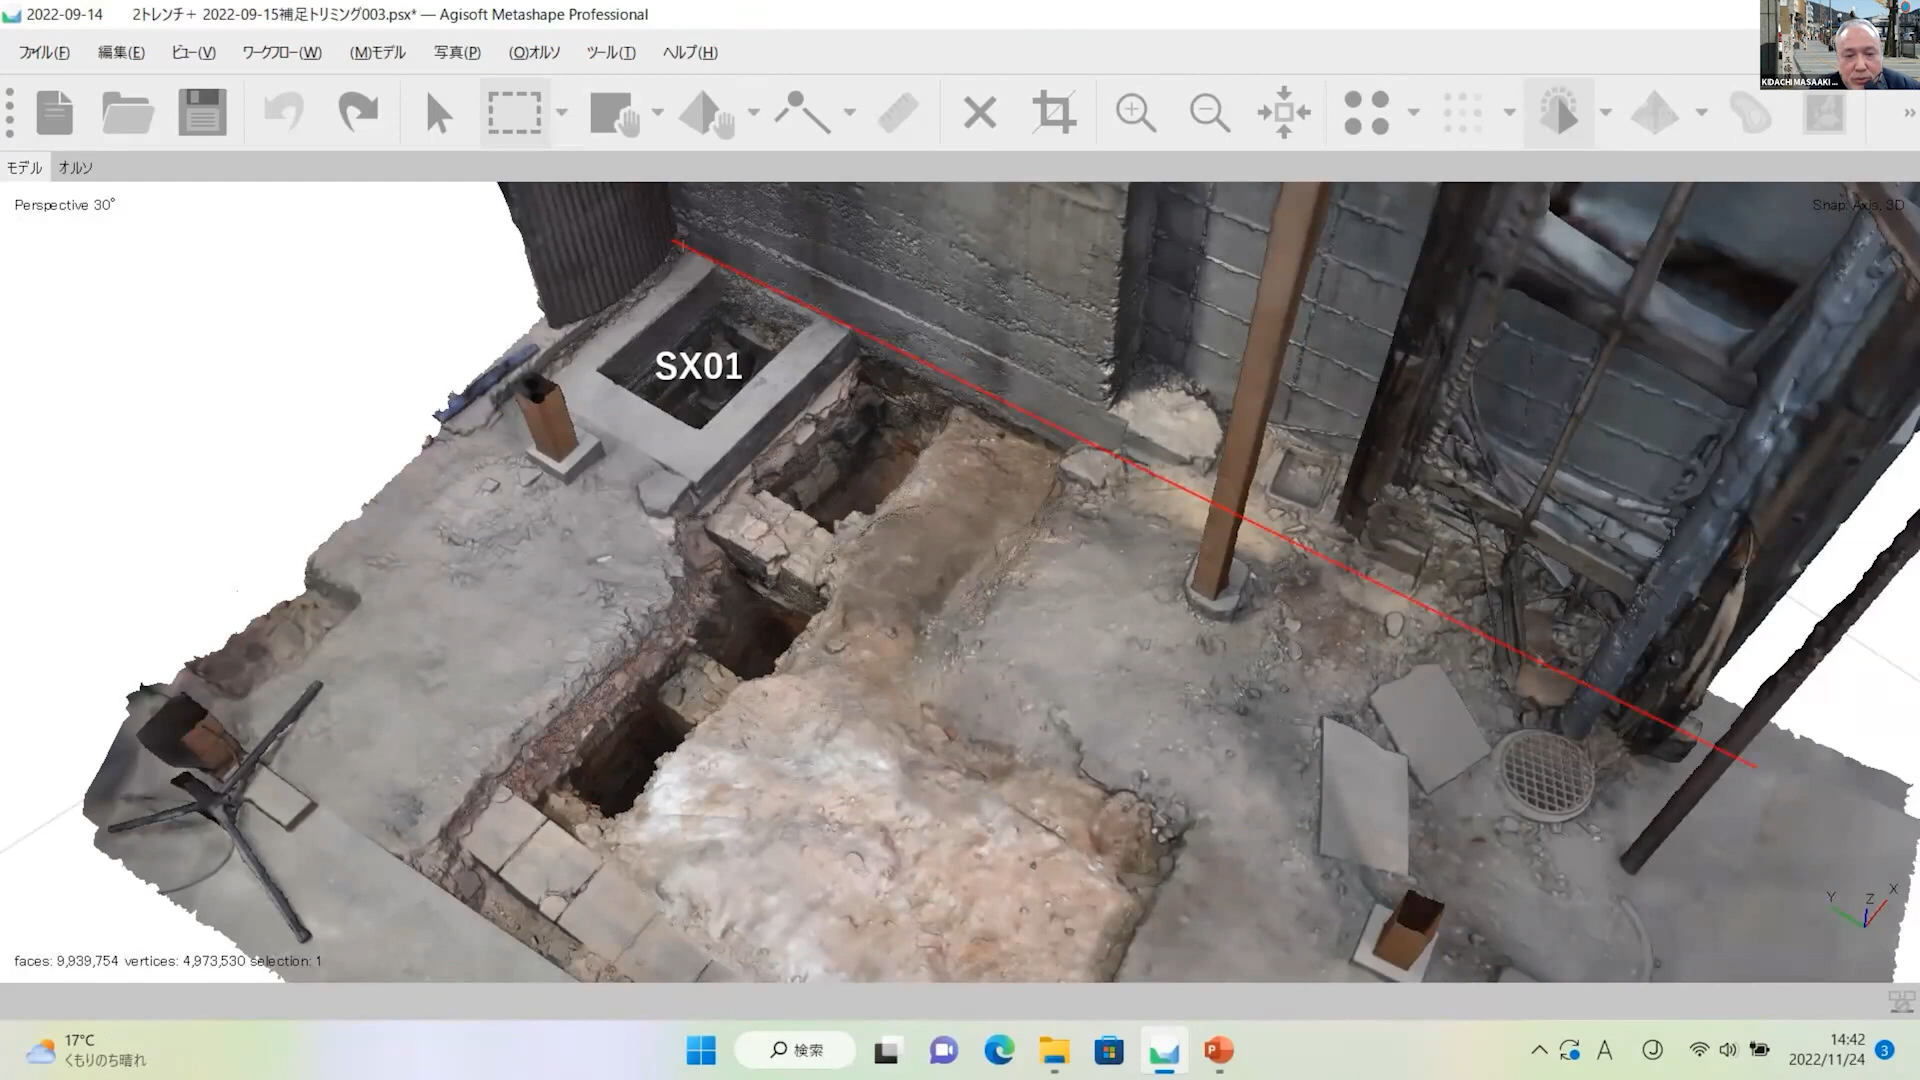 2022-09-14 2トレンチ+ 2022-09-15補足トリミング003.psx* — Agisoft Metashape Professional
ファイル(F) 編集(E) ビュー(V) ワークフロー(W) (M)モデル 写真(P) (O)オルソ ツール(T) ヘルプ(H)
KIDACHI MASAAKI...
モデル オルソ
Perspective 30°
Snap: Axis, 3D
SX01
Y Z X
faces: 9,939,754 vertices: 4,973,530 selection: 1
17°C
くもりのち晴れ
検索
A
J
14:42
2022/11/24
3